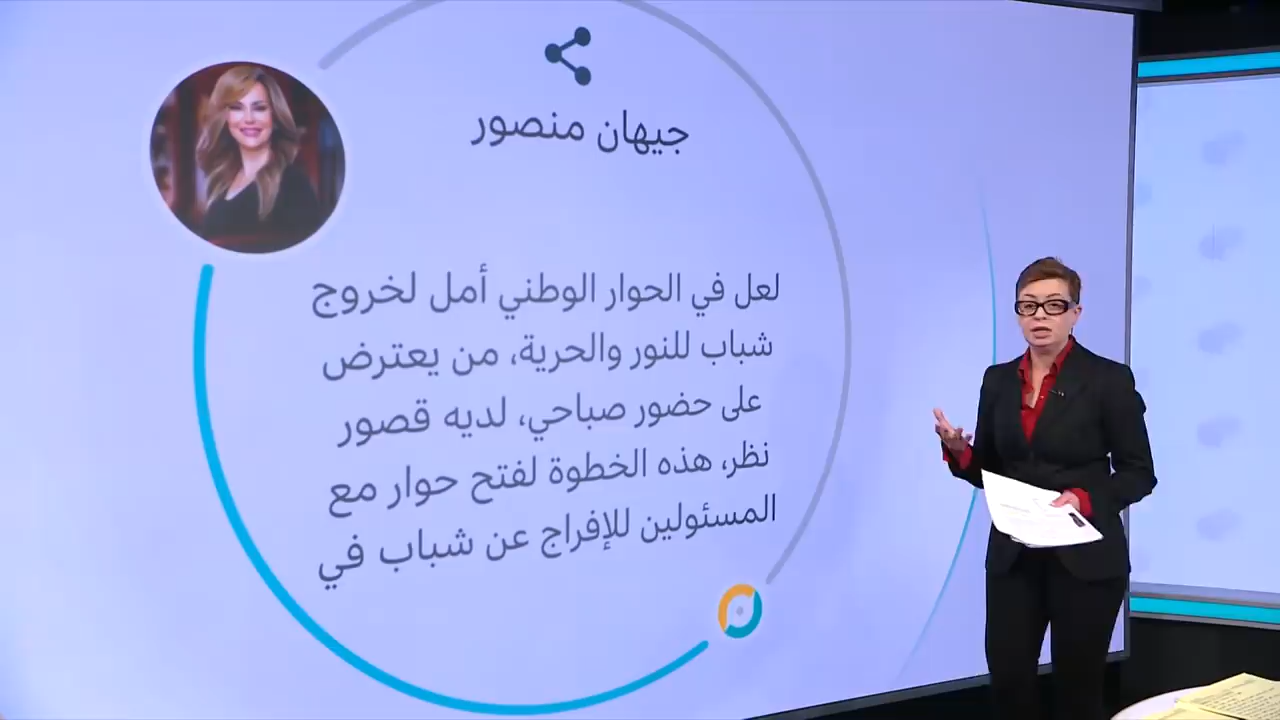 جيهان منصور
لعل في الحوار الوطني أمل لخروج
شباب للنور والحرية، من يعترض
على حضور صباحي، لديه قصور
نظر، هذه الخطوة لفتح حوار مع
المسئولين للإفراج عن شباب في